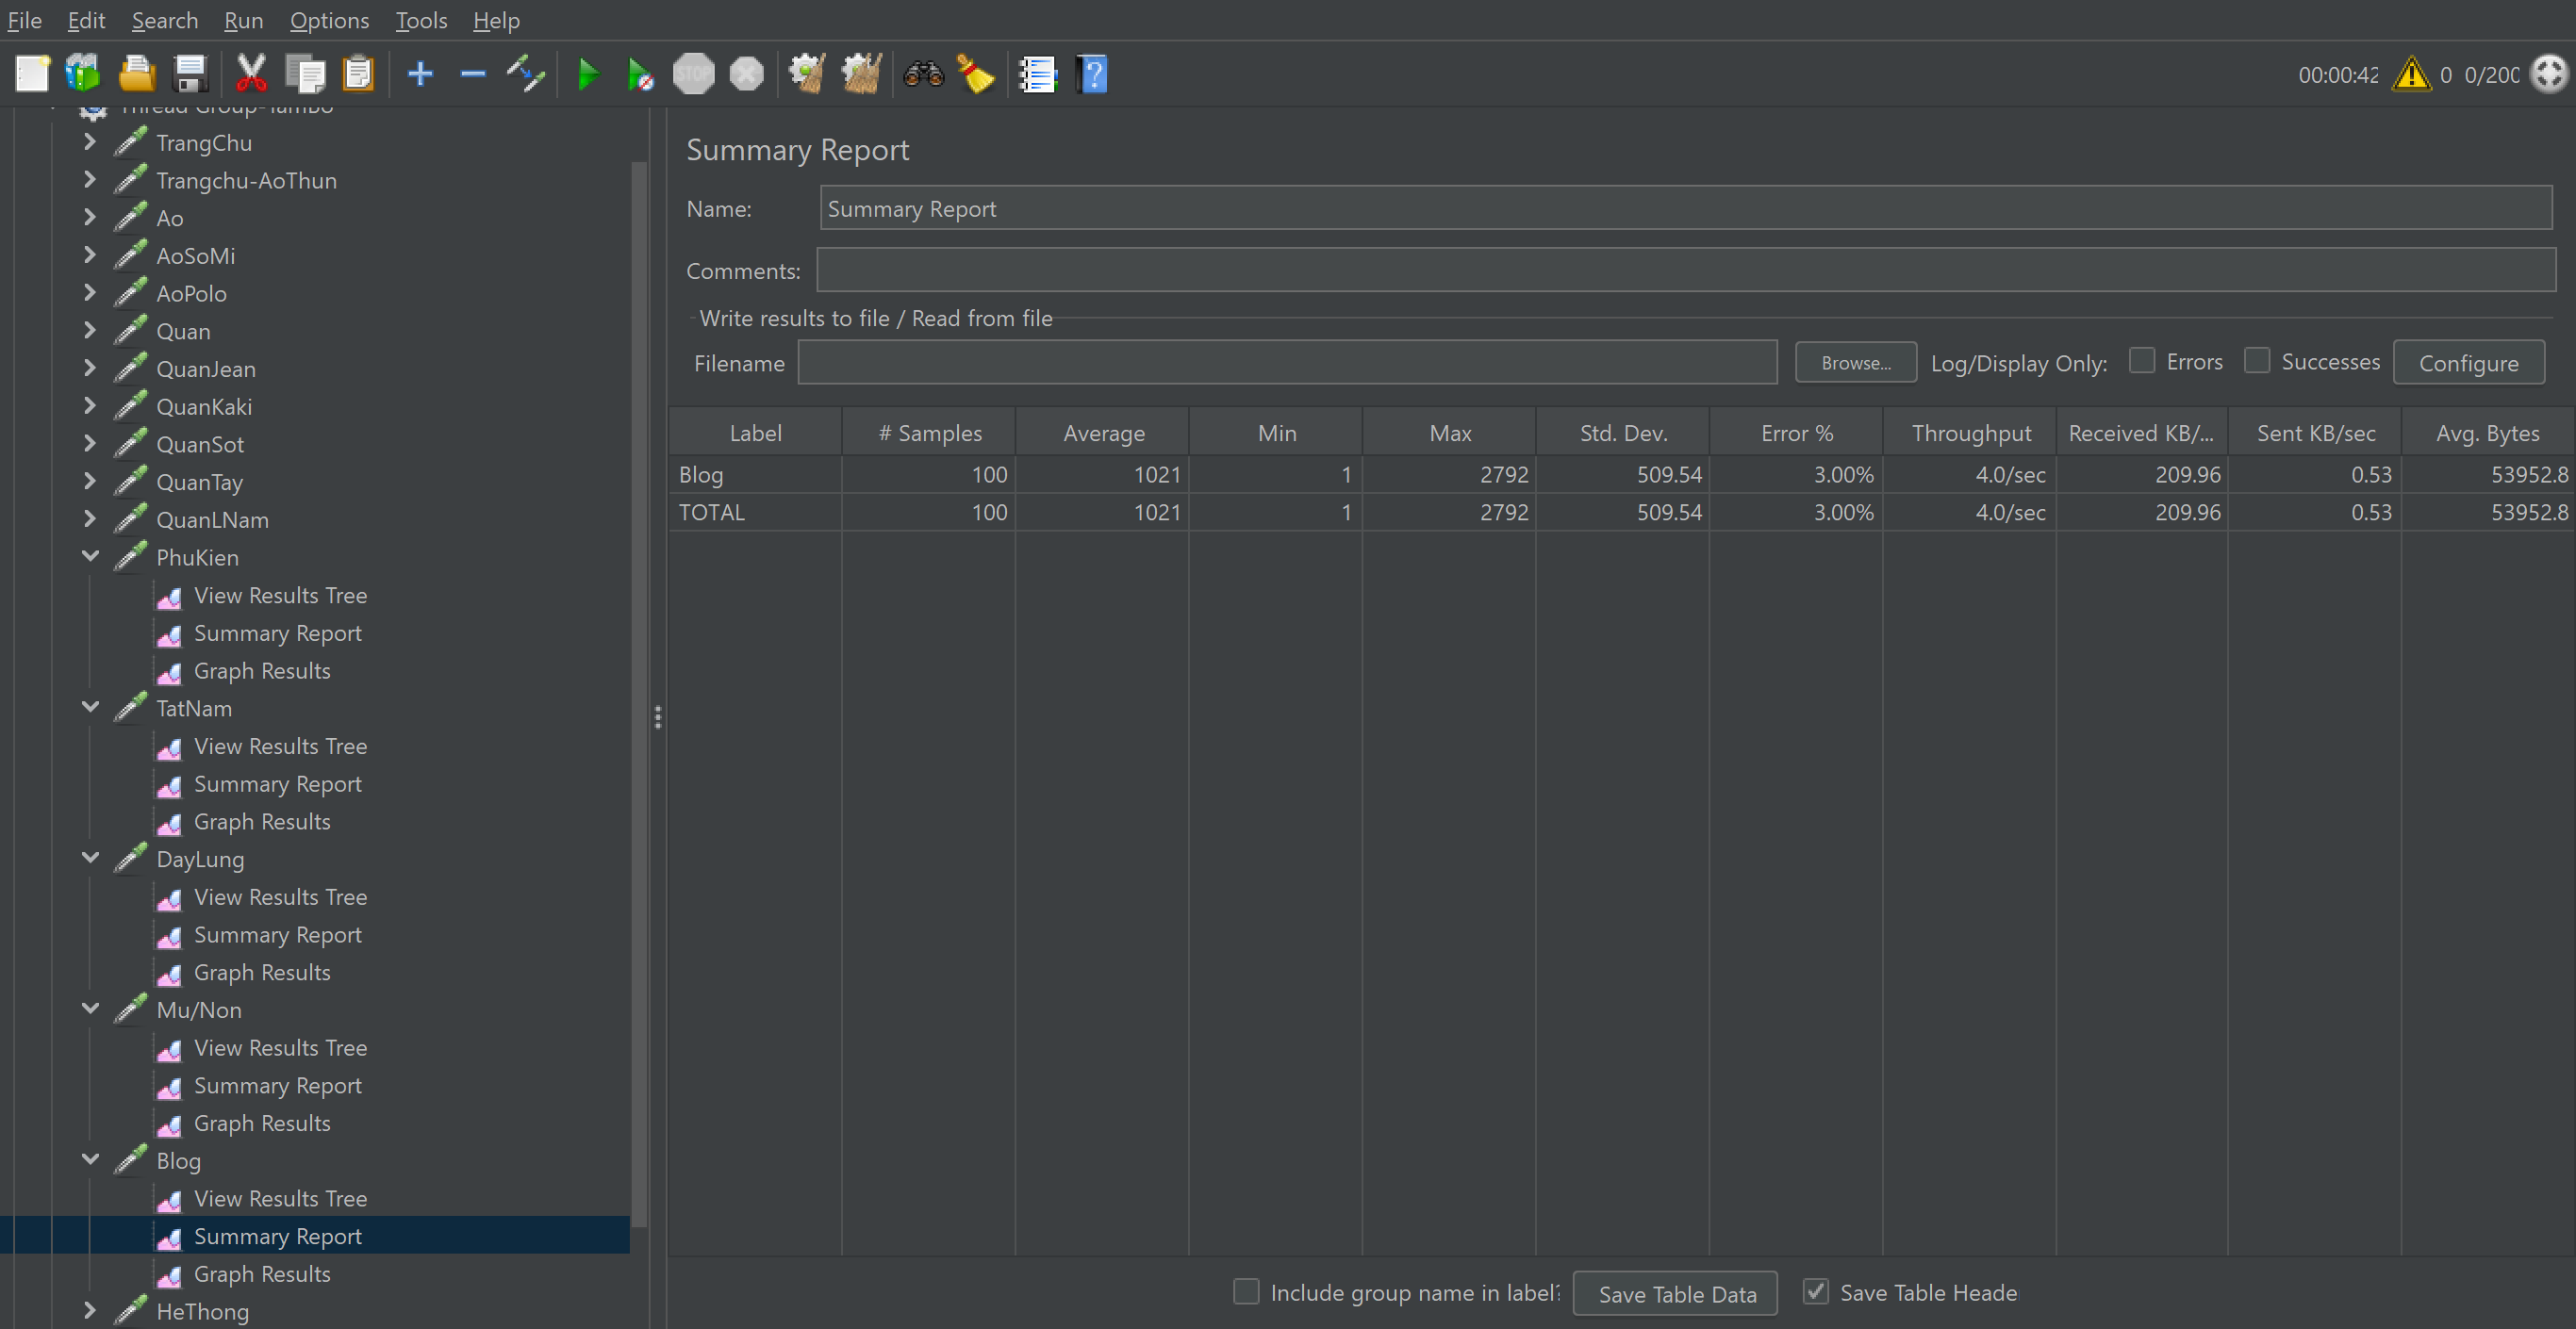 File Edit Search Run Options Tools Help
STOP
00:00:42 0 0/200
Thread Group-TamBo
TrangChu
Trangchu-AoThun
Ao
AoSoMi
AoPolo
Quan
QuanJean
QuanKaki
QuanSot
QuanTay
QuanLNam
PhuKien
View Results Tree
Summary Report
Graph Results
TatNam
View Results Tree
Summary Report
Graph Results
DayLung
View Results Tree
Summary Report
Graph Results
Mu/Non
View Results Tree
Summary Report
Graph Results
Blog
View Results Tree
Summary Report
Graph Results
HeThong
Summary Report
Name: Summary Report
Comments:
Write results to file / Read from file
Filename Browse... Log/Display Only: Errors Successes Configure
Label # Samples Average Min Max Std. Dev. Error % Throughput Received KB/... Sent KB/sec Avg. Bytes
Blog 100 1021 1 2792 509.54 3.00% 4.0/sec 209.96 0.53 53952.8
TOTAL 100 1021 1 2792 509.54 3.00% 4.0/sec 209.96 0.53 53952.8
Include group name in label? Save Table Data Save Table Heade